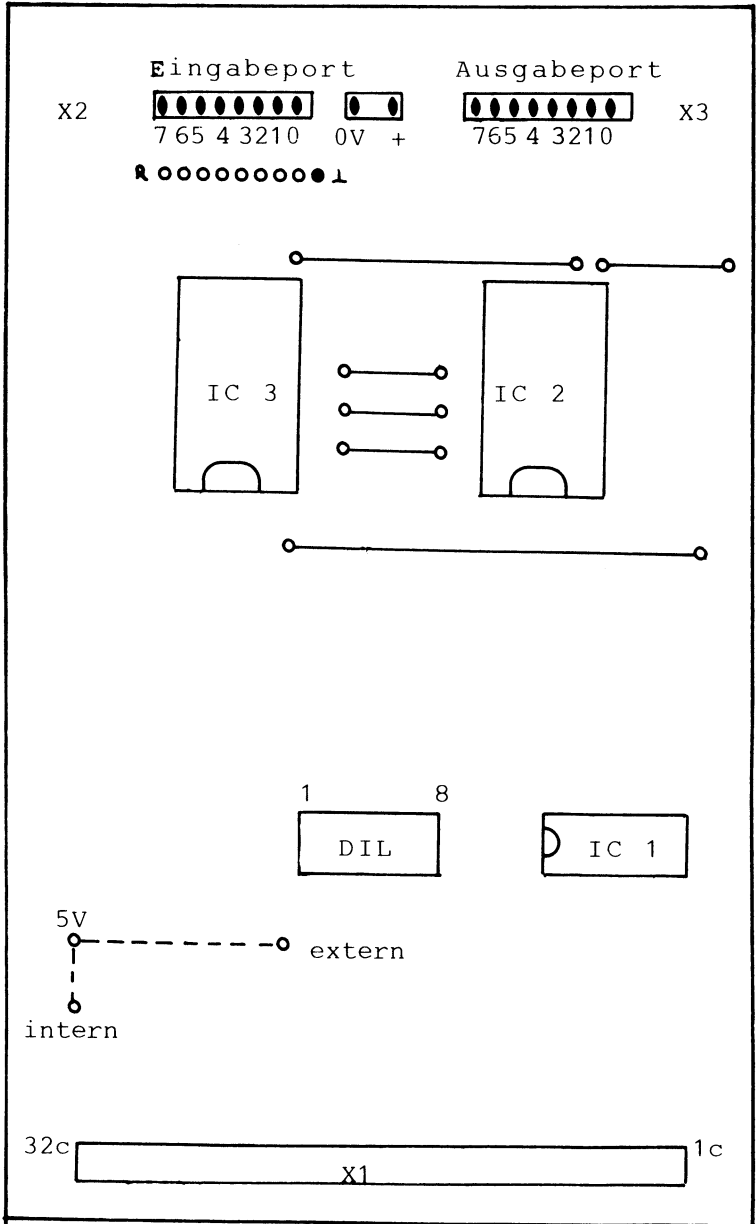 Eingabeport Ausgabeport
X2 X3
7 65 4 3210 0V + 765 4 3210
R ⊥
IC 3 IC 2
1 8
DIL IC 1
5V
extern
intern
32c 1c
X1